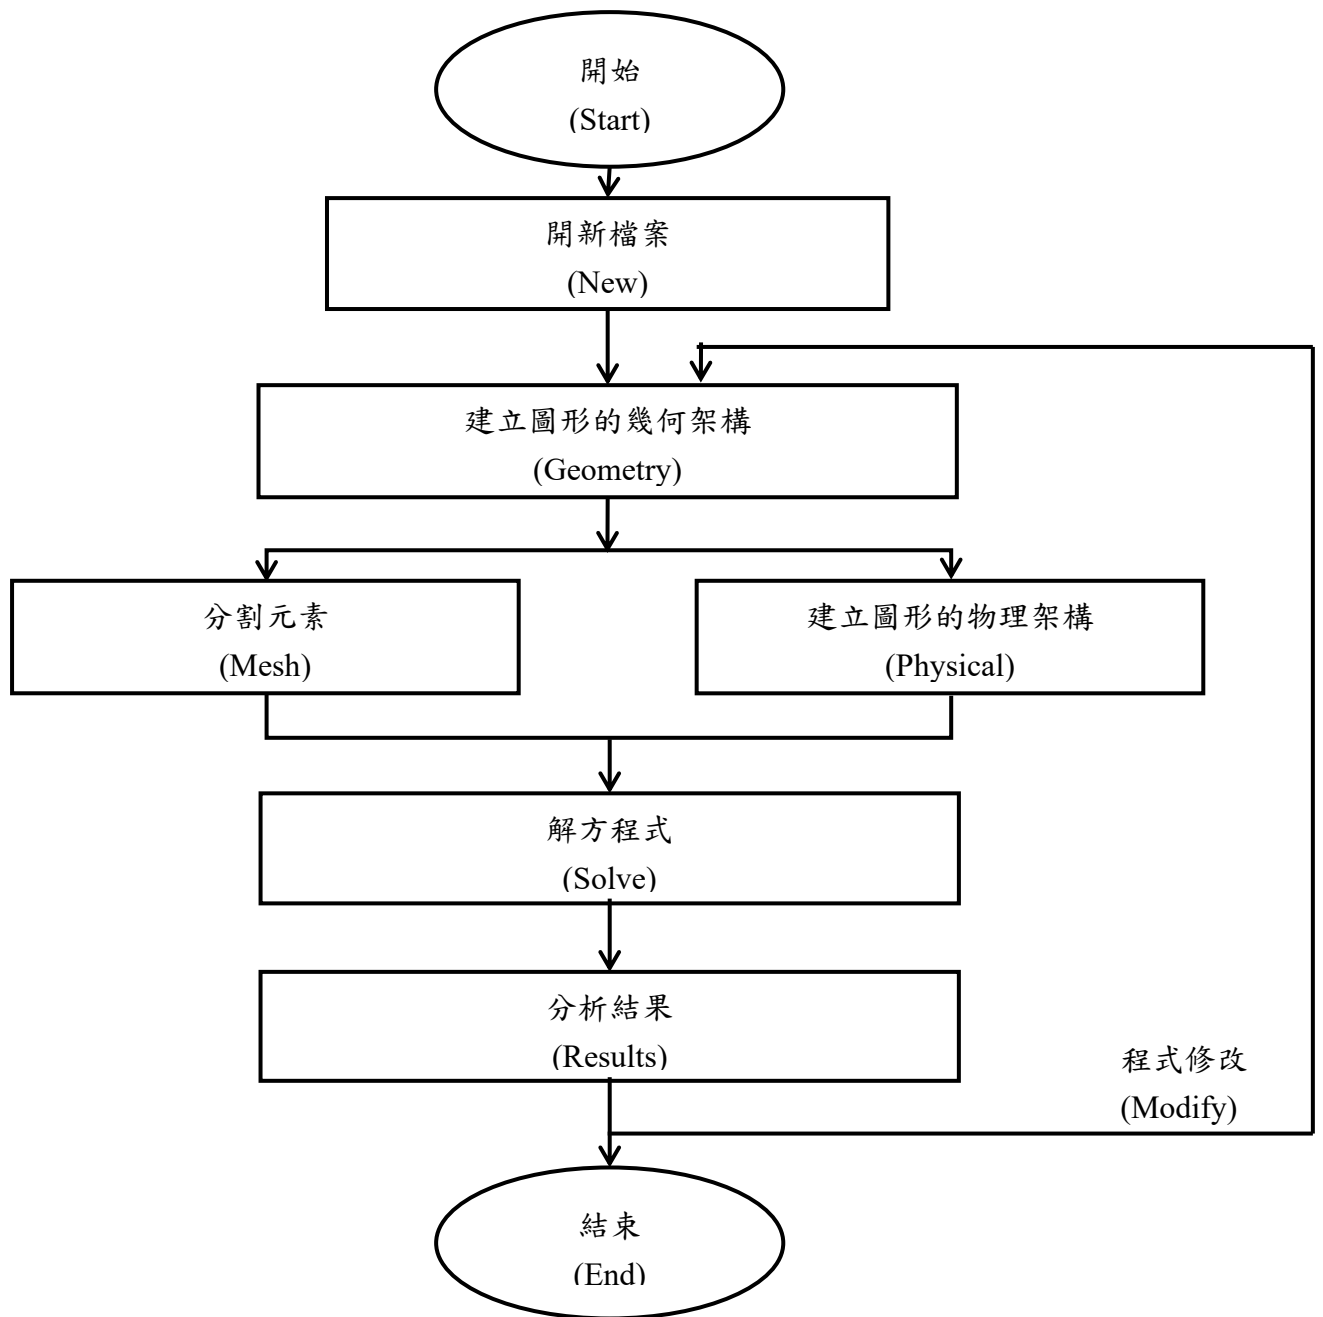 開始
(Start)
開新檔案
(New)
建立圖形的幾何架構
(Geometry)
分割元素
(Mesh)
建立圖形的物理架構
(Physical)
解方程式
(Solve)
分析結果
(Results)
程式修改
(Modify)
結束
(End)